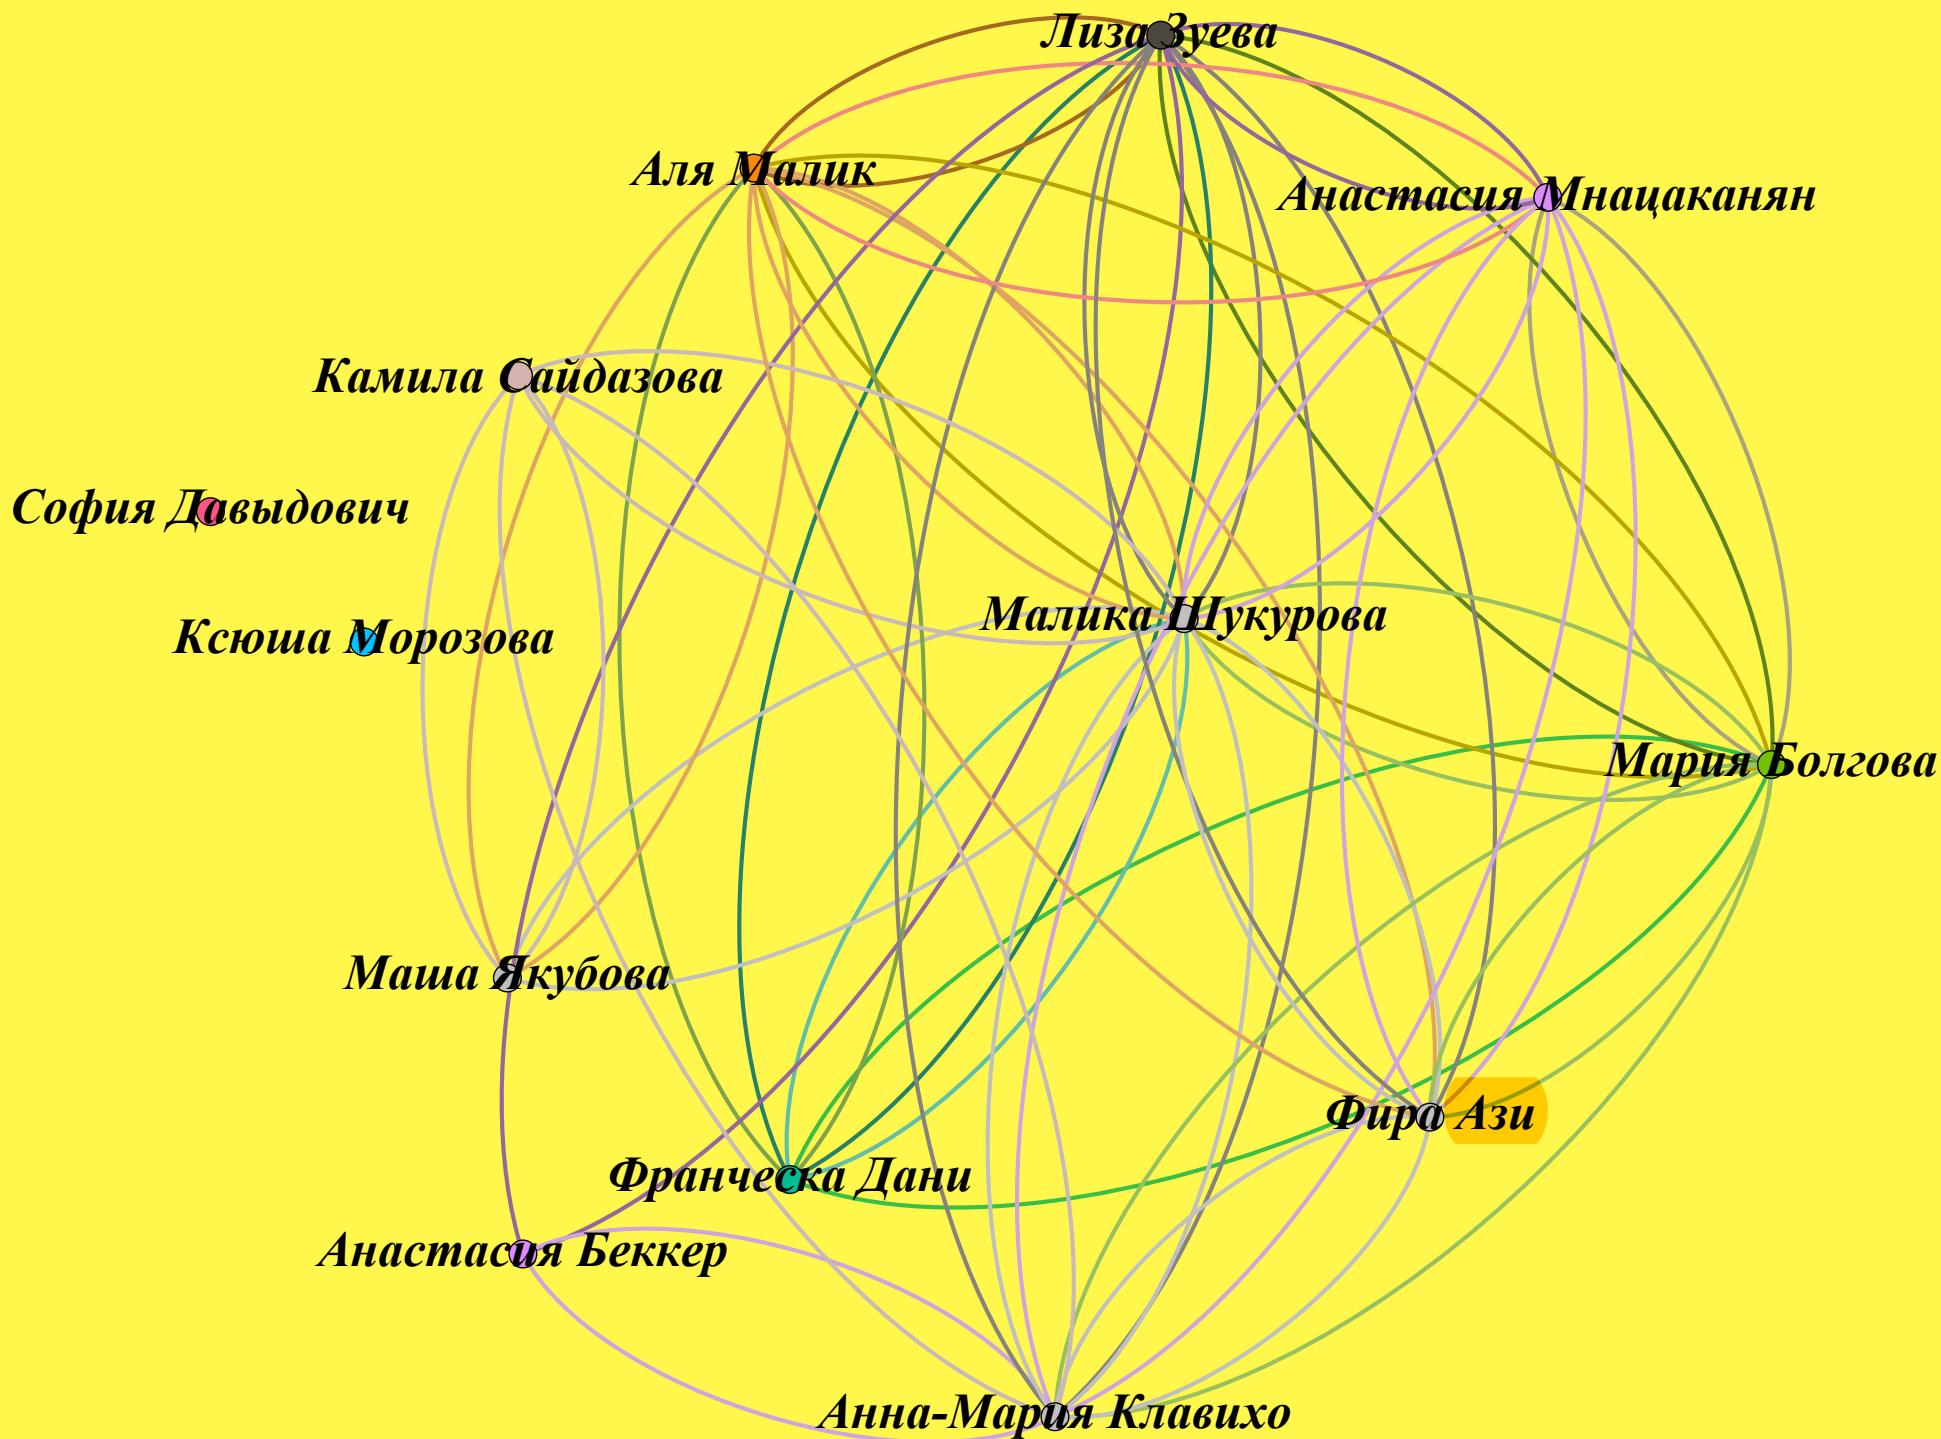 Лиза Зуева
Аля Малик
Анастасия Мнацаканян
Камила Сайдазова
София Давыдович
Ксюша Морозова
Малика Шукурова
Мария Болгова
Маша Якубова
Фира Ази
Франческа Дани
Анастасия Беккер
Анна-Мария Клавихо